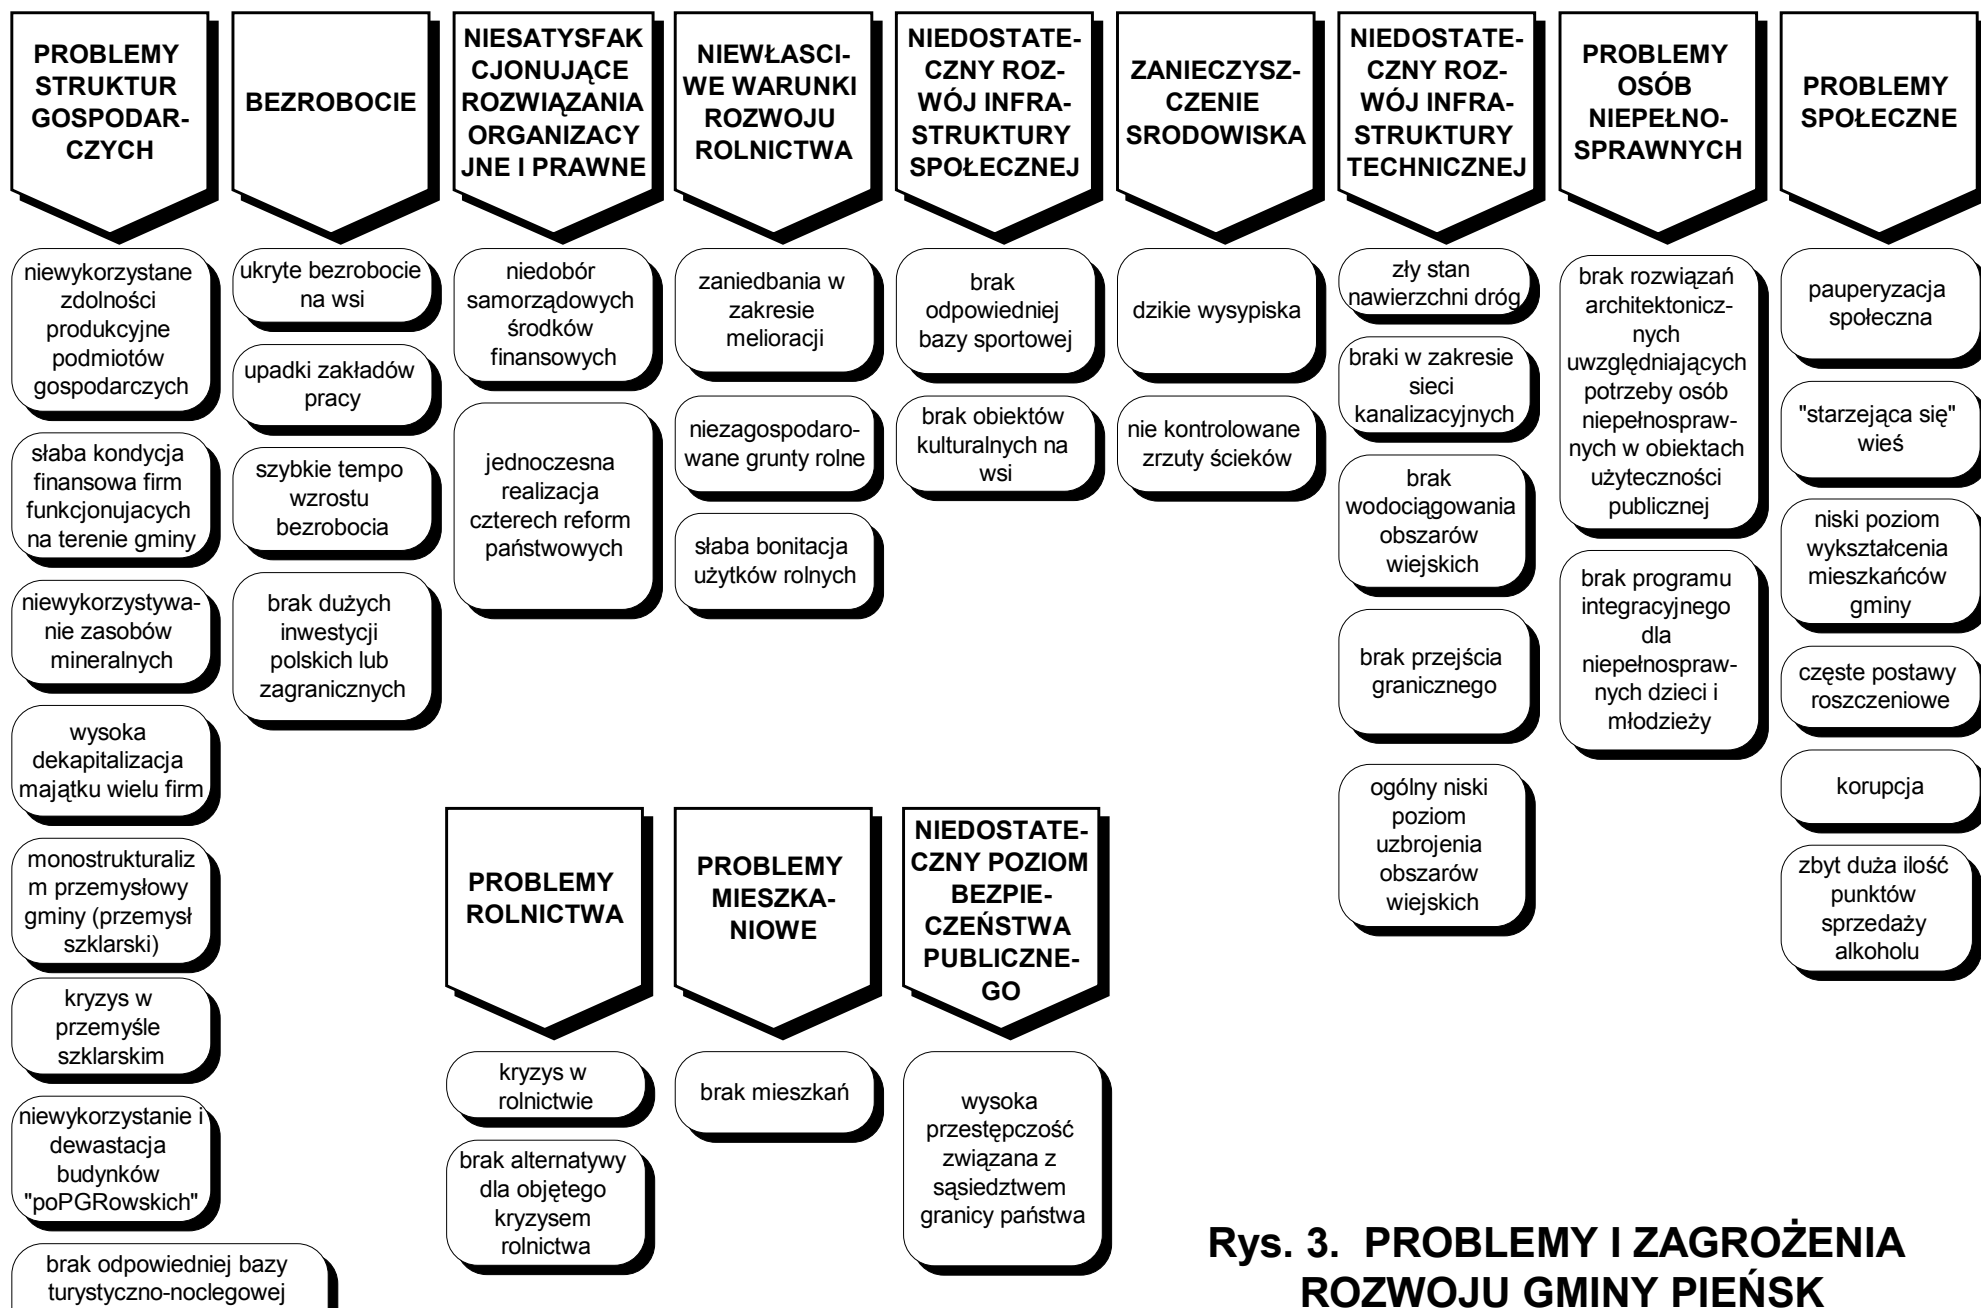 PROBLEMY
STRUKTUR
GOSPODAR-
CZYCH
niewykorzystane
zdolności
produkcyjne
podmiotów
gospodarczych
słaba kondycja
finansowa firm
funkcjonujacych
na terenie gminy
niewykorzystywa-
nie zasobów
mineralnych
wysoka
dekapitalizacja
majątku wielu firm
monostrukturaliz
m przemysłowy
gminy (przemysł
szklarski)
kryzys w
przemyśle
szklarskim
niewykorzystanie i
dewastacja
budynków
"poPGRowskich"
brak odpowiedniej bazy
turystyczno-noclegowej
BEZROBOCIE
ukryte bezrobocie
na wsi
upadki zakładów
pracy
szybkie tempo
wzrostu
bezrobocia
brak dużych
inwestycji
polskich lub
zagranicznych
NIESATYSFAK
CJONUJĄCE
ROZWIĄZANIA
ORGANIZACY
JNE I PRAWNE
niedobór
samorządowych
środków
finansowych
jednoczesna
realizacja
czterech reform
państwowych
NIEWŁASCI-
WE WARUNKI
ROZWOJU
ROLNICTWA
zaniedbania w
zakresie
melioracji
niezagospodaro-
wane grunty rolne
słaba bonitacja
użytków rolnych
NIEDOSTATE-
CZNY ROZ-
WÓJ INFRA-
STRUKTURY
SPOŁECZNEJ
brak
odpowiedniej
bazy sportowej
brak obiektów
kulturalnych na
wsi
ZANIECZYSZ-
CZENIE
SRODOWISKA
dzikie wysypiska
nie kontrolowane
zrzuty ścieków
NIEDOSTATE-
CZNY ROZ-
WÓJ INFRA-
STRUKTURY
TECHNICZNEJ
zły stan
nawierzchni dróg
braki w zakresie
sieci
kanalizacyjnych
brak
wodociągowania
obszarów
wiejskich
brak przejścia
granicznego
ogólny niski
poziom
uzbrojenia
obszarów
wiejskich
PROBLEMY
OSÓB
NIEPEŁNO-
SPRAWNYCH
brak rozwiązań
architektonicz-
nych
uwzględniających
potrzeby osób
niepełnospraw-
nych w obiektach
użyteczności
publicznej
brak programu
integracyjnego
dla
niepełnospraw-
nych dzieci i
młodzieży
PROBLEMY
SPOŁECZNE
pauperyzacja
społeczna
"starzejąca się"
wieś
niski poziom
wykształcenia
mieszkańców
gminy
częste postawy
roszczeniowe
korupcja
zbyt duża ilość
punktów
sprzedaży
alkoholu
PROBLEMY
ROLNICTWA
kryzys w
rolnictwie
brak alternatywy
dla objętego
kryzysem
rolnictwa
PROBLEMY
MIESZKA-
NIOWE
brak mieszkań
NIEDOSTATE-
CZNY POZIOM
BEZPIE-
CZEŃSTWA
PUBLICZNE-
GO
wysoka
przestępczość
związana z
sąsiedztwem
granicy państwa
Rys. 3. PROBLEMY I ZAGROŻENIA
ROZWOJU GMINY PIEŃSK